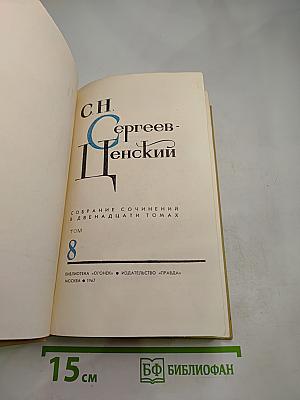 С. Н.
Сергеев-
Ценский
СОБРАНИЕ СОЧИНЕНИЙ
В ДВЕНАДЦАТИ ТОМАХ
ТОМ
8
БИБЛИОТЕКА «ОГОНЕК» • ИЗДАТЕЛЬСТВО «ПРАВДА»
МОСКВА • 1967
15 см
БФ БИБЛИОФАН